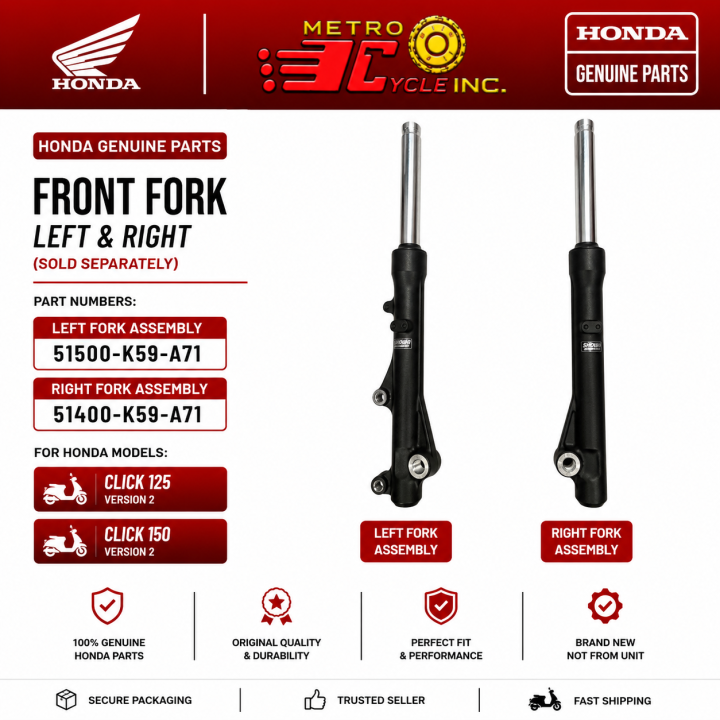 HONDA
METRO
3CYCLE INC.
HONDA
GENUINE PARTS
HONDA GENUINE PARTS
FRONT FORK
LEFT & RIGHT
(SOLD SEPARATELY)
PART NUMBERS:
LEFT FORK ASSEMBLY
51500-K59-A71
RIGHT FORK ASSEMBLY
51400-K59-A71
FOR HONDA MODELS:
CLICK 125
VERSION 2
CLICK 150
VERSION 2
SHOWA
SHOWA
LEFT FORK
ASSEMBLY
RIGHT FORK
ASSEMBLY
100% GENUINE
HONDA PARTS
ORIGINAL QUALITY
& DURABILITY
PERFECT FIT
& PERFORMANCE
BRAND NEW
NOT FROM UNIT
SECURE PACKAGING
TRUSTED SELLER
FAST SHIPPING